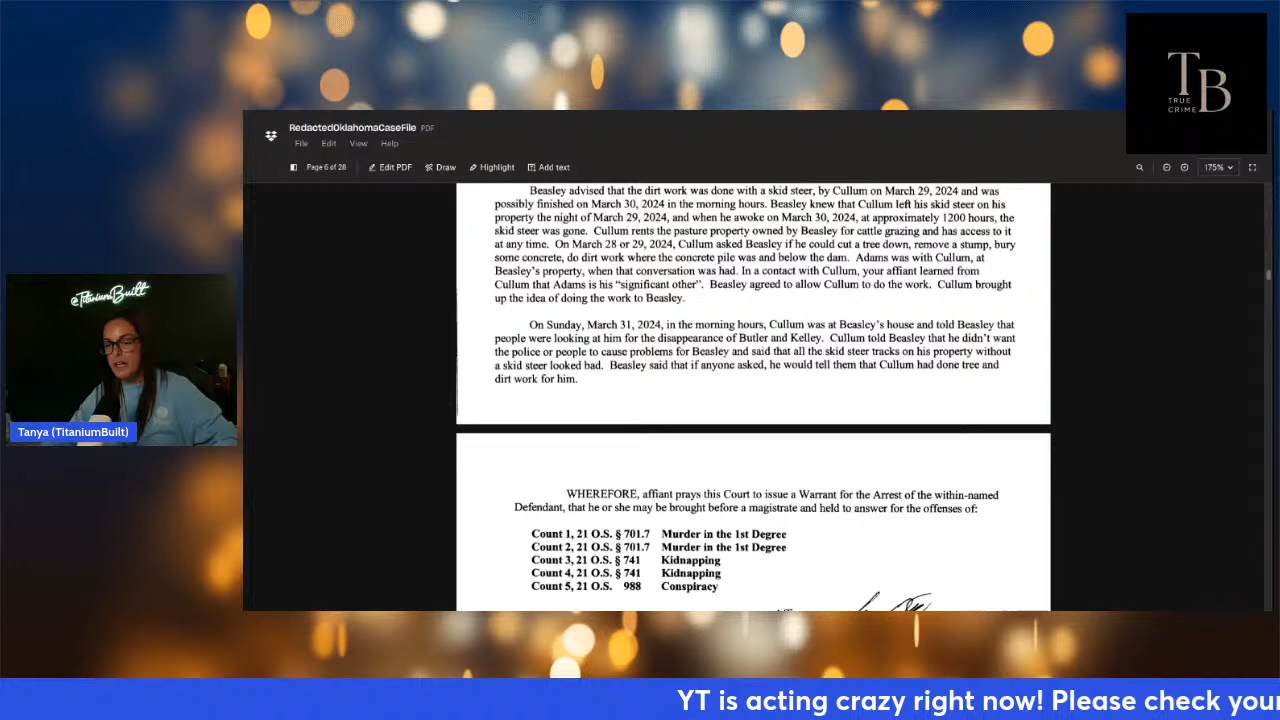 TB
TRUE
CRIME
RedactedOklahomaCaseFile PDF
File Edit View Help
Page 6 of 28 Edit PDF Draw Highlight Add text 175%
Beasley advised that the dirt work was done with a skid steer, by Cullum on March 29, 2024 and was
possibly finished on March 30, 2024 in the morning hours. Beasley knew that Cullum left his skid steer on his
property the night of March 29, 2024, and when he awoke on March 30, 2024, at approximately 1200 hours, the
skid steer was gone. Cullum rents the pasture property owned by Beasley for cattle grazing and has access to it
at any time. On March 28 or 29, 2024, Cullum asked Beasley if he could cut a tree down, remove a stump, bury
some concrete, do dirt work where the concrete pile was and below the dam. Adams was with Cullum, at
Beasley's property, when that conversation was had. In a contact with Cullum, your affiant learned from
Cullum that Adams is his "significant other". Beasley agreed to allow Cullum to do the work. Cullum brought
up the idea of doing the work to Beasley.
On Sunday, March 31, 2024, in the morning hours, Cullum was at Beasley's house and told Beasley that
people were looking at him for the disappearance of Butler and Kelley. Cullum told Beasley that he didn't want
the police or people to cause problems for Beasley and said that all the skid steer tracks on his property without
a skid steer looked bad. Beasley said that if anyone asked, he would tell them that Cullum had done tree and
dirt work for him.
WHEREFORE, affiant prays this Court to issue a Warrant for the Arrest of the within-named
Defendant, that he or she may be brought before a magistrate and held to answer for the offenses of:
Count 1, 21 O.S. § 701.7 Murder in the 1st Degree
Count 2, 21 O.S. § 701.7 Murder in the 1st Degree
Count 3, 21 O.S. § 741 Kidnapping
Count 4, 21 O.S. § 741 Kidnapping
Count 5, 21 O.S. 988 Conspiracy
@TitaniumBuilt
Tanya (TitaniumBuilt)
YT is acting crazy right now! Please check your